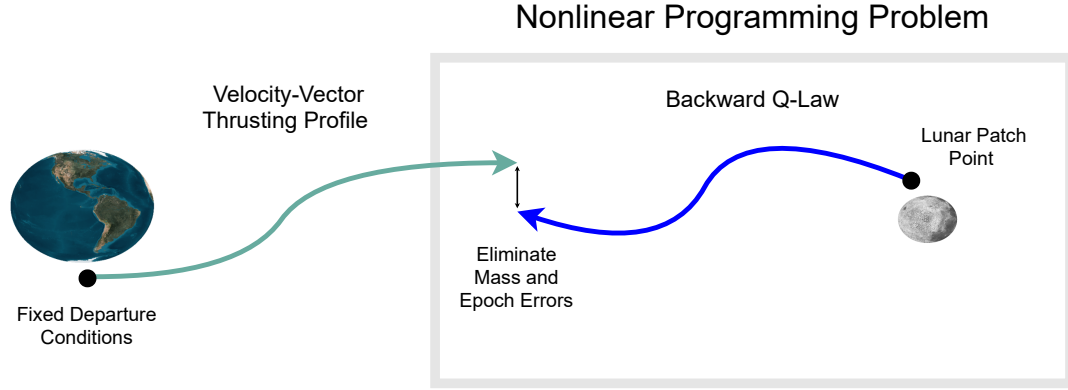 Nonlinear Programming Problem
Velocity-Vector
Thrusting Profile
Backward Q-Law
Lunar Patch
Point
Eliminate
Mass and
Epoch Errors
Fixed Departure
Conditions